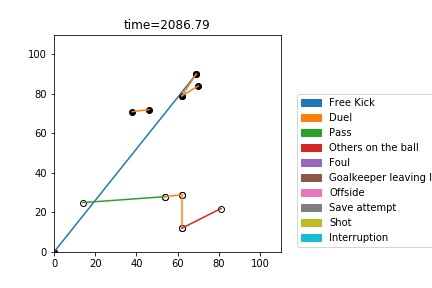 time=2086.79
100
80
60
40
20
0
0 20 40 60 80 100
Free Kick
Duel
Pass
Others on the ball
Foul
Goalkeeper leaving l
Offside
Save attempt
Shot
Interruption